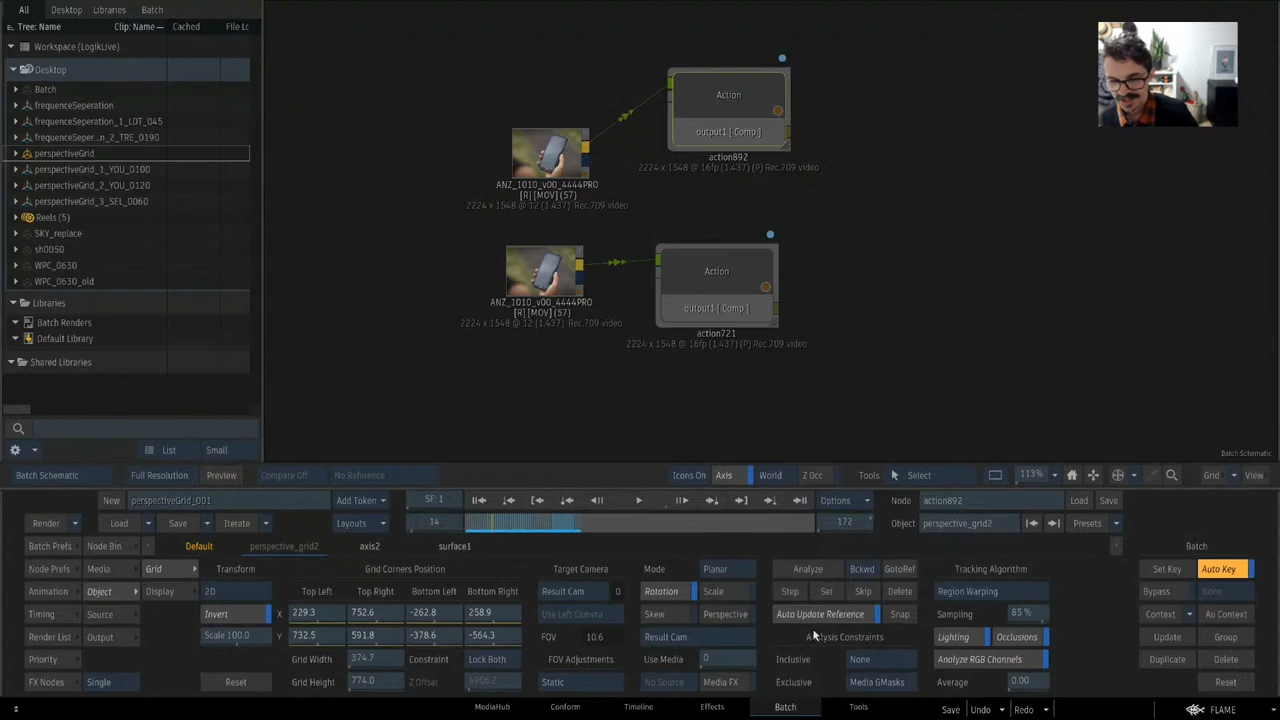 All Desktop Libraries Batch
Tree: Name Clip: Name Cached File Lc
Workspace (LogikLive)
Desktop
Batch
frequenceSeperation
frequenceSeperation_1_LOT_045
frequenceSeper...n_2_TRE_0190
perspectiveGrid
perspectiveGrid_1_YOU_0100
perspectiveGrid_2_YOU_0120
perspectiveGrid_3_SEL_0060
Reels (5)
SKY_replace
sh0050
WPC_0630
WPC_0630_old
Libraries
Batch Renders
Default Library
Shared Libraries
List Small
Action
output1 [ Comp ]
action892
2224 x 1548 @ 16fp (1.437) (P) Rec.709 video
ANZ_1010_v00_4444PRO
[R] [MOV] (57)
2224 x 1548 @ 12 (1.437) Rec.709 video
Action
output1 [ Comp ]
action721
2224 x 1548 @ 16fp (1.437) (P) Rec.709 video
ANZ_1010_v00_4444PRO
[R] [MOV] (57)
2224 x 1548 @ 12 (1.437) Rec.709 video
Batch Schematic
Batch Schematic Full Resolution Preview Compare Off No Reference Icons On Axis World Z Occ Tools Select 113% Grid View
New perspectiveGrid_001 Add Token SF: 1 Options Node action892 Load Save
Render Load Save Iterate Layouts 14 172 Object perspective_grid2 Presets
Batch Prefs Node Bin Default perspective_grid2 axis2 surface1 Batch
Node Prefs Media Grid Transform Grid Corners Position Target Camera Mode Planar Analyze Bckwd GotoRef Tracking Algorithm Set Key Auto Key
Animation Object Display 2D Top Left Top Right Bottom Left Bottom Right Result Cam 0 Rotation Scale Step Set Skip Delete Region Warping Bypass None
Timing Source Invert X 229.3 752.6 -262.8 258.9 Use Left Camera Skew Perspective Auto Update Reference Snap Sampling 85 % Context Au Context
Render List Output Scale 100.0 Y 732.5 591.8 -378.6 -564.3 FOV 10.6 Result Cam Analysis Constraints Lighting Occlusions Update Group
Priority Grid Width 374.7 Constraint Lock Both FOV Adjustments Use Media 0 Inclusive None Analyze RGB Channels Duplicate Delete
FX Nodes Single Reset Grid Height 774.0 Z Offset 4906.2 Static No Source Media FX Exclusive Media GMasks Average 0.00 Reset
MediaHub Conform Timeline Effects Batch Tools Save Undo Redo FLAME